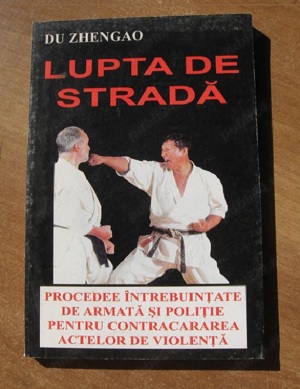 DU ZHENGAO
LUPTA DE
STRADĂ
PROCEDEE ÎNTREBUINȚATE
DE ARMATĂ ȘI POLIȚIE
PENTRU CONTRACARAREA
ACTELOR DE VIOLENȚĂ